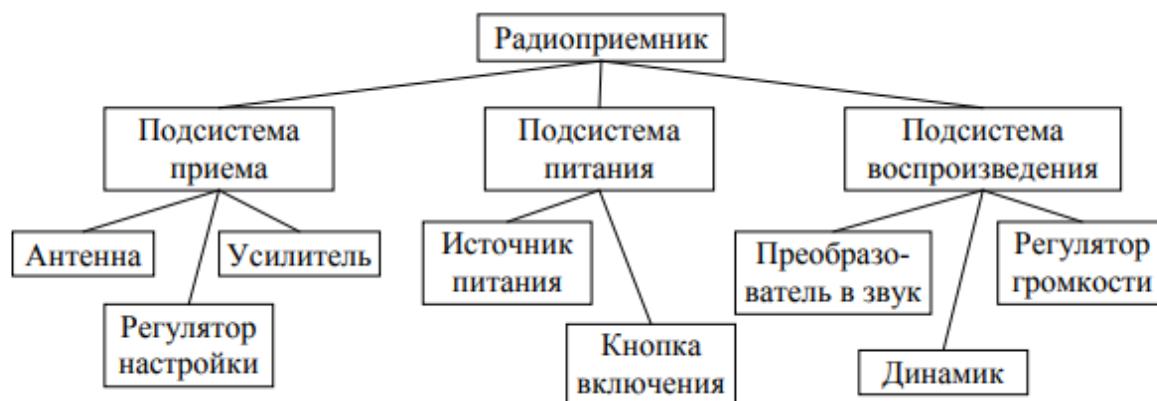 Радиоприемник
Подсистема
приема
Подсистема
питания
Подсистема
воспроизведения
Антенна
Усилитель
Регулятор
настройки
Источник
питания
Кнопка
включения
Преобразо-
ватель в звук
Динамик
Регулятор
громкости